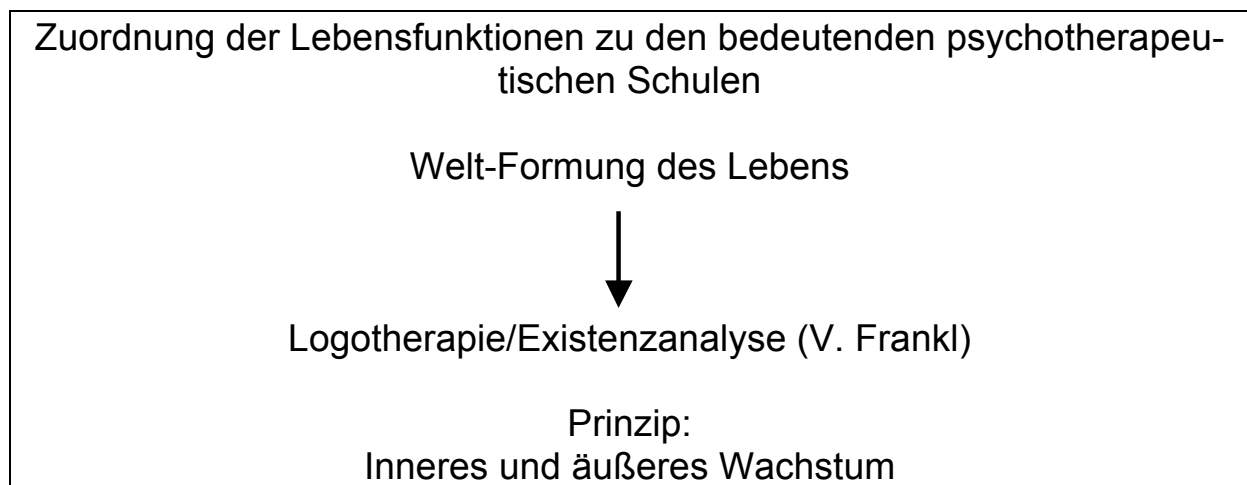 Zuordnung der Lebensfunktionen zu den bedeutenden psychotherapeu-
tischen Schulen
Welt-Formung des Lebens
Logotherapie/Existenzanalyse (V. Frankl)
Prinzip:
Inneres und äußeres Wachstum